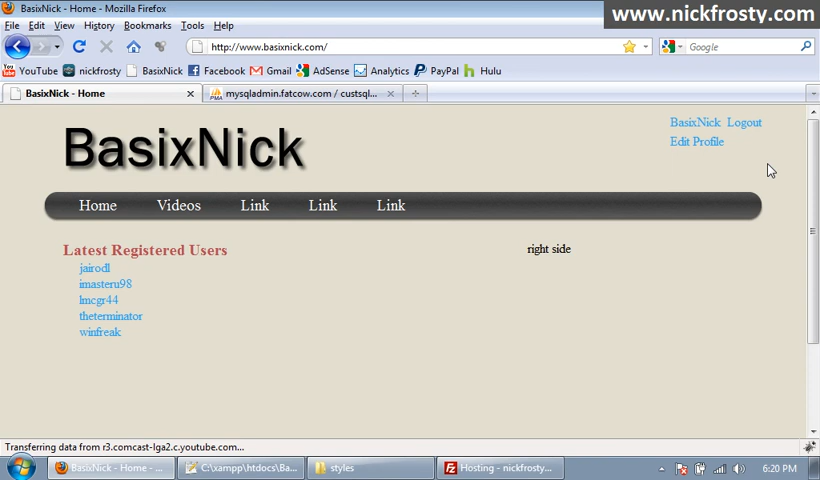 BasixNick - Home - Mozilla Firefox
www.nickfrosty.com
File Edit View History Bookmarks Tools Help
http://www.basixnick.com/
Google
YouTube nickfrosty BasixNick Facebook Gmail AdSense Analytics PayPal Hulu
BasixNick - Home
mysqladmin.fatcow.com / custsql...
BasixNick
BasixNick Logout
Edit Profile
Home Videos Link Link Link
Latest Registered Users
right side
jairodl
imasteru98
lmcgr44
theterminator
winfreak
Transferring data from r3.comcast-lga2.c.youtube.com...
BasixNick - Home - ...
C:\xampp\htdocs\Ba...
styles
Hosting - nickfrosty...
6:20 PM